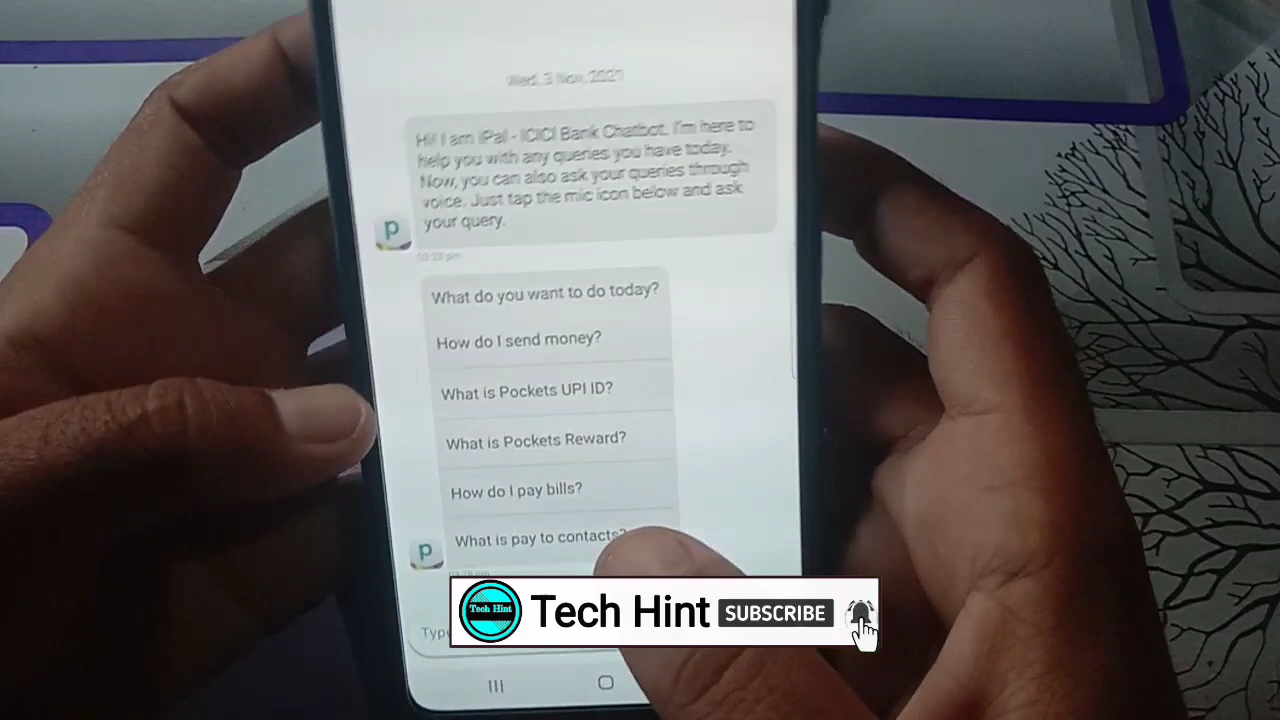 Wed, 3 Nov, 2021
Hi! I am iPal - ICICI Bank Chatbot. I'm here to
help you with any queries you have today.
Now, you can also ask your queries through
voice. Just tap the mic icon below and ask
your query.
p
03:29 pm
What do you want to do today?
How do I send money?
What is Pockets UPI ID?
What is Pockets Reward?
How do I pay bills?
What is pay to contacts?
p
Tech Hint
Tech Hint
SUBSCRIBE